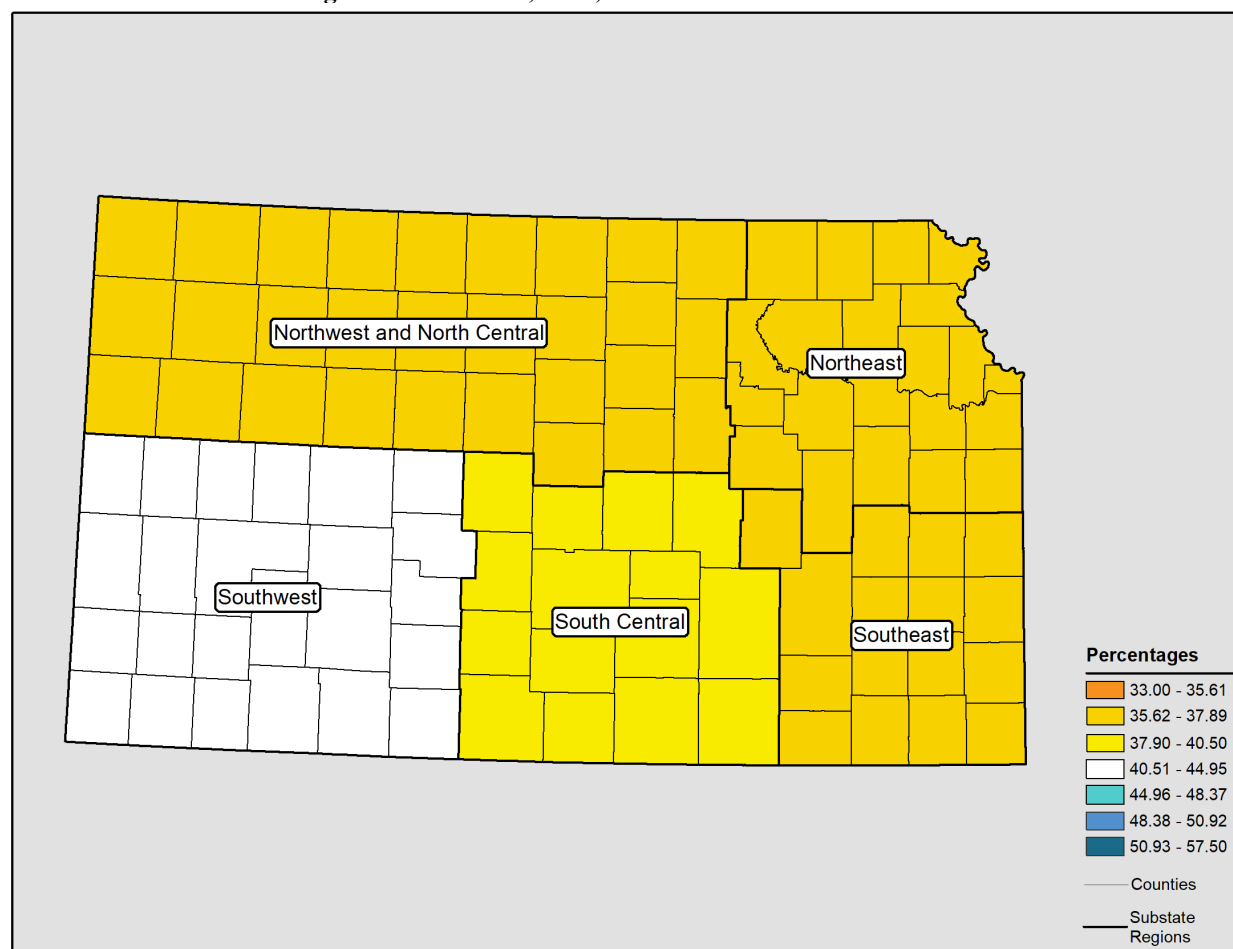 Northwest and North Central
Northeast
Southwest
South Central
Southeast
Percentages
33.00 - 35.61
35.62 - 37.89
37.90 - 40.50
40.51 - 44.95
44.96 - 48.37
48.38 - 50.92
50.93 - 57.50
Counties
Substate
Regions